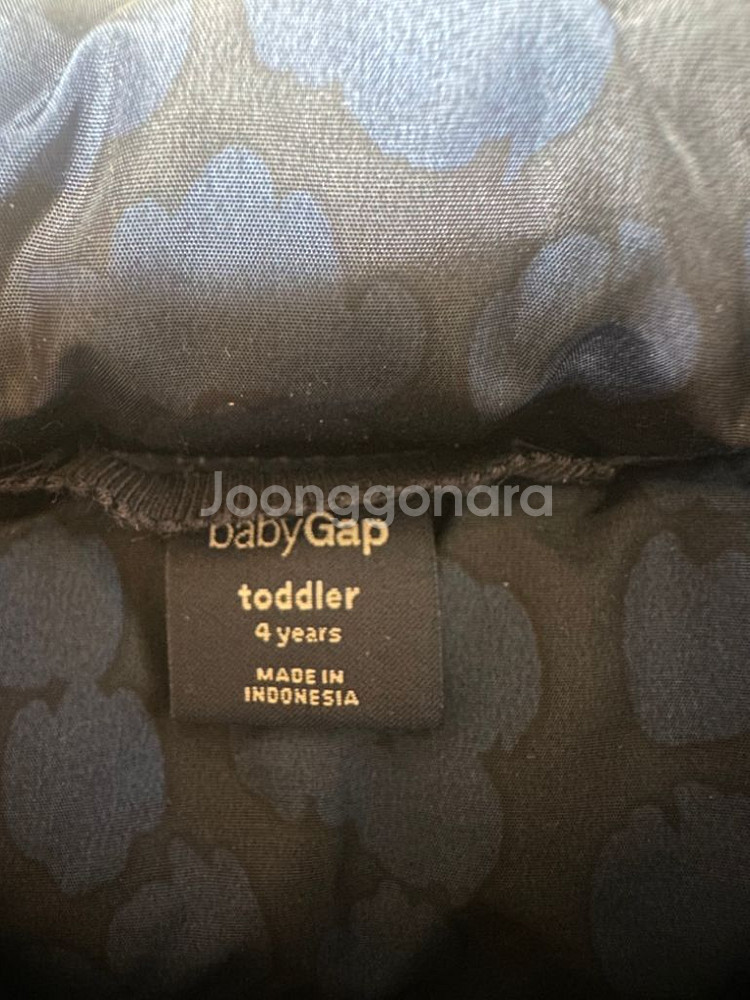 Joonggonara
babyGap
toddler
4 years
MADE IN
INDONESIA